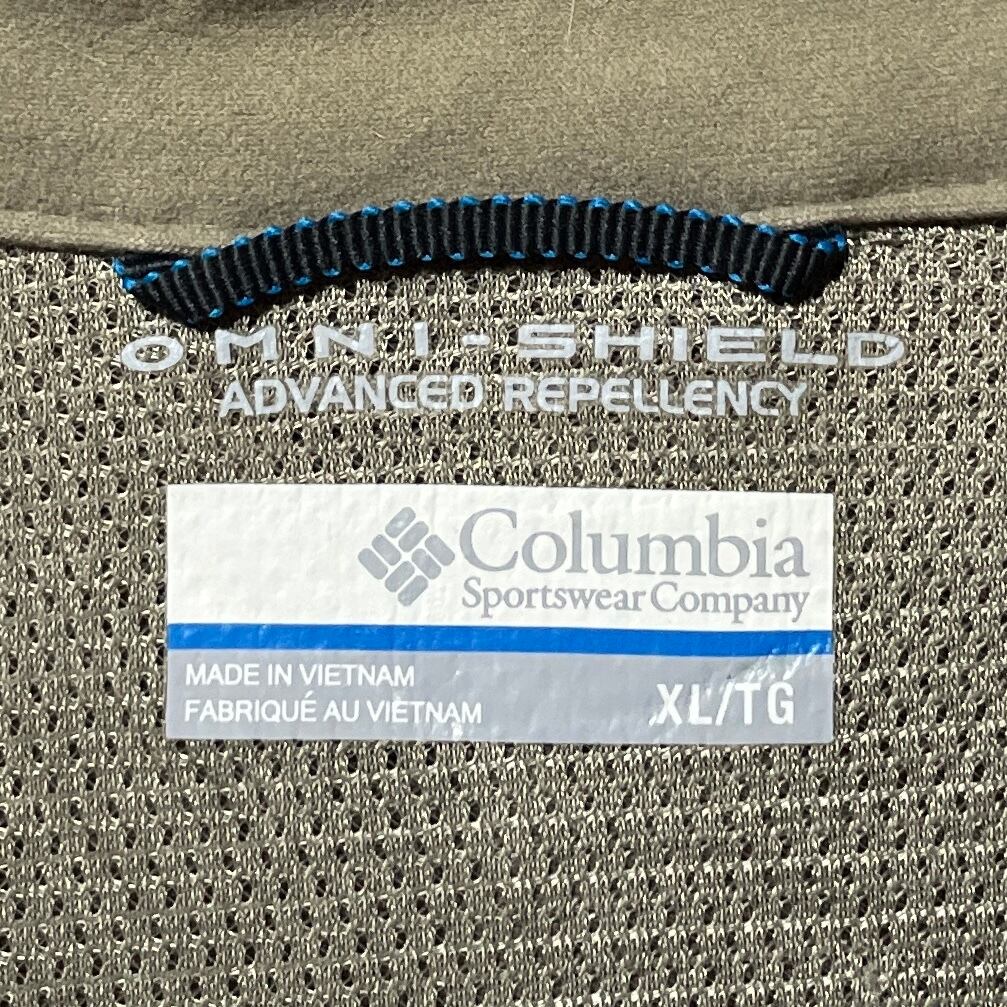 OMNI-SHIELD
ADVANCED REPELLENCY
Columbia
Sportswear Company
MADE IN VIETNAM
FABRIQUÉ AU VIETNAM
XL/TG